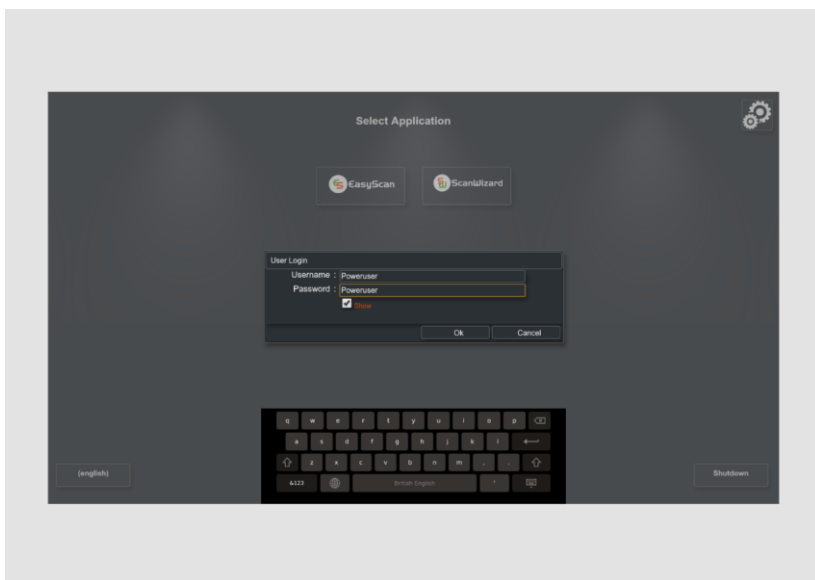 Select Application
EasyScan ScanWizard
User Login
Username : Poweruser
Password : Poweruser
Show
Ok Cancel
q w e r t y u i o p
a s d f g h j k l
z x c v b n m , .
&123 British English '
(english) Shutdown